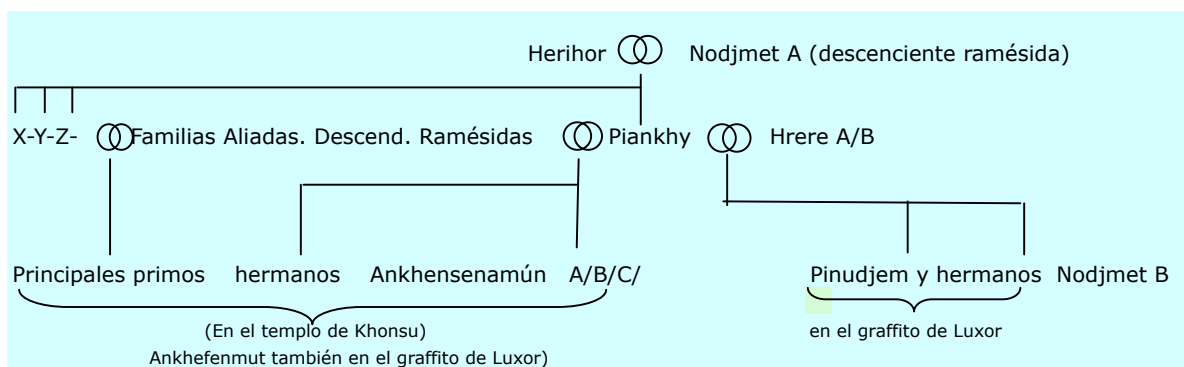 Herihor Nodjmet A (descenciente ramésida)
X-Y-Z- Familias Aliadas. Descend. Ramésidas Piankhy Hrere A/B
Principales primos hermanos Ankhensenamún A/B/C/ Pinudjem y hermanos Nodjmet B
(En el templo de Khonsu) en el graffito de Luxor
Ankhefenmut también en el graffito de Luxor)